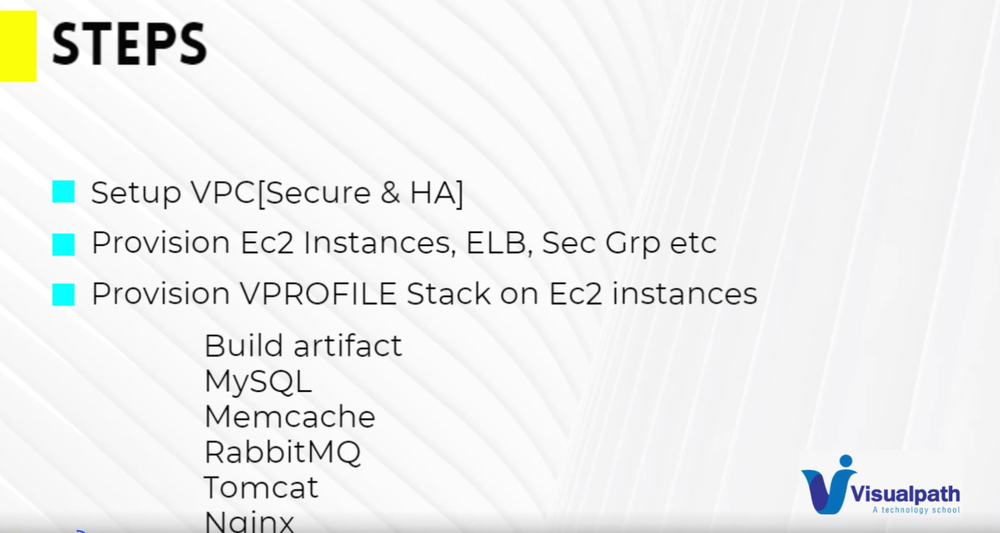 STEPS
Setup VPC[Secure & HA]
Provision Ec2 Instances, ELB, Sec Grp etc
Provision VPROFILE Stack on Ec2 instances
Build artifact
MySQL
Memcache
RabbitMQ
Tomcat
Nginx
Visualpath
A technology school